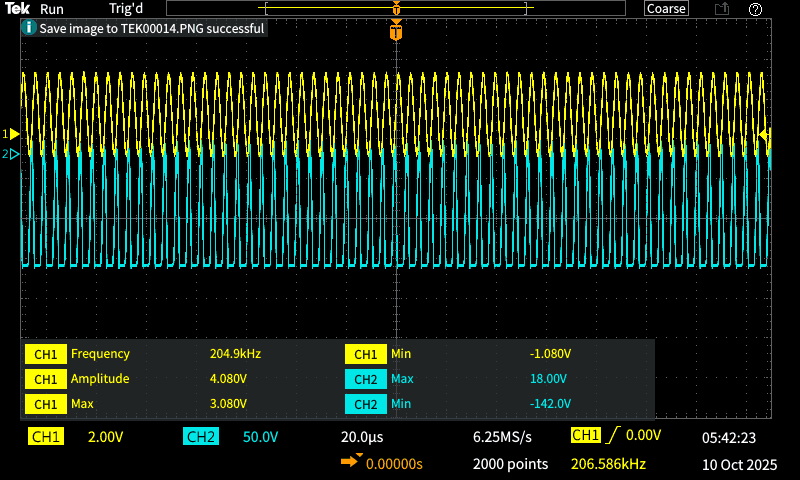 Tek Run Trig'd T Coarse ?
i Save image to TEK00014.PNG successful
T
1
2
CH1 Frequency 204.9kHz CH1 Min -1.080V
CH1 Amplitude 4.080V CH2 Max 18.00V
CH1 Max 3.080V CH2 Min -142.0V
CH1 2.00V CH2 50.0V 20.0µs 6.25MS/s CH1 0.00V 05:42:23
0.00000s 2000 points 206.586kHz 10 Oct 2025